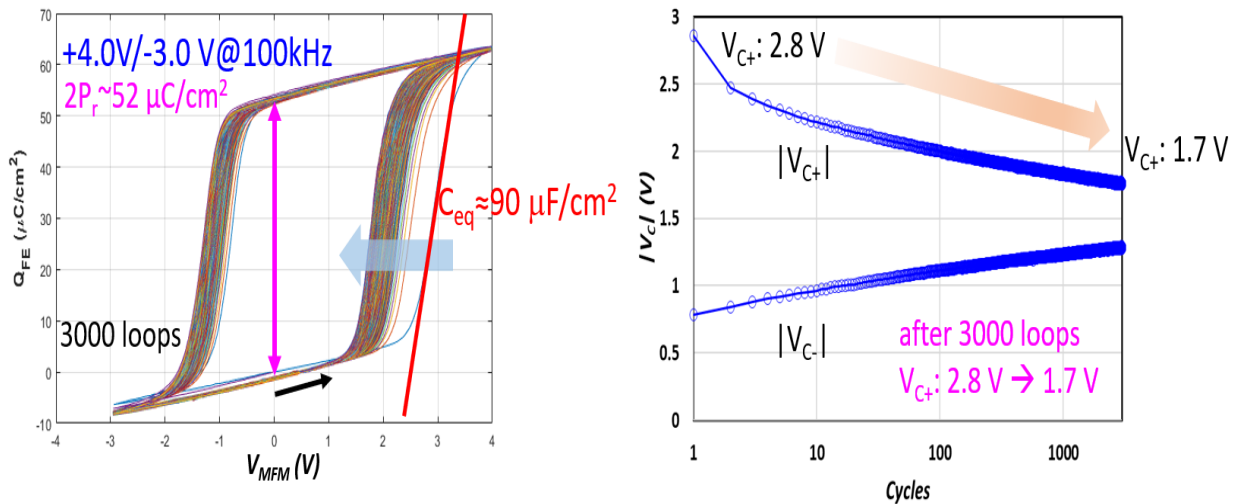 +4.0V/-3.0 V@100kHz
2Pr~52 μC/cm²
Ceq≈90 μF/cm²
3000 loops
70
60
50
40
30
20
10
0
-10
-4
-3
-2
-1
0
1
2
3
4
QFE (μC/cm²)
VMFM (V)
3
2.5
2
1.5
1
0.5
0
1
10
100
1000
|Vc| (V)
Cycles
VC+: 2.8 V
VC+: 1.7 V
|VC+|
|VC-|
after 3000 loops
VC+: 2.8 V → 1.7 V